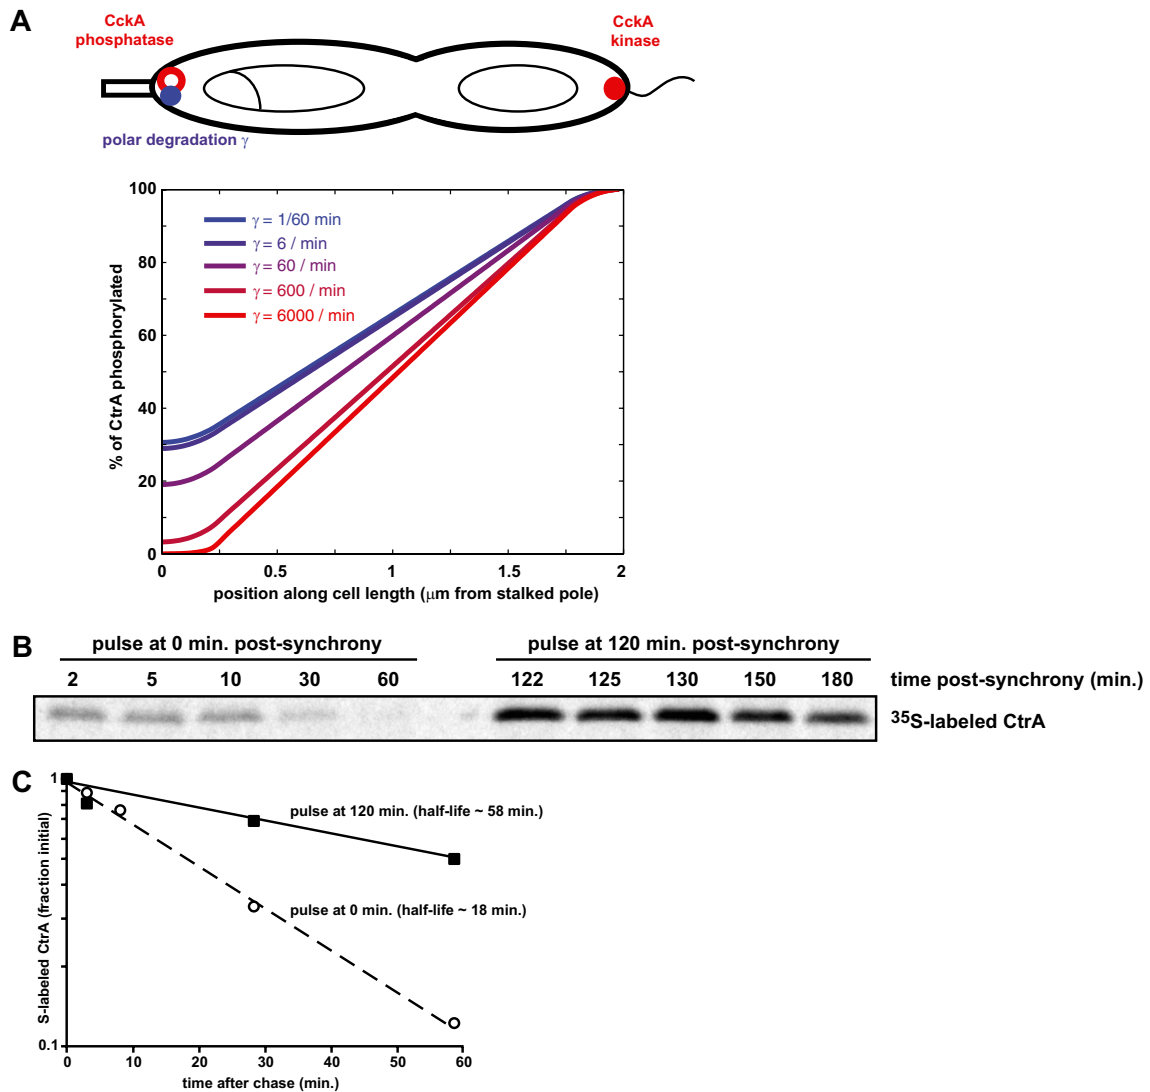 A
CckA
phosphatase
CckA
kinase
polar degradation γ
% of CtrA phosphorylated
100
80
60
40
20
0
γ = 1/60 min
γ = 6 / min
γ = 60 / min
γ = 600 / min
γ = 6000 / min
0 0.5 1 1.5 2
position along cell length (μm from stalked pole)
B
pulse at 0 min. post-synchrony pulse at 120 min. post-synchrony
2 5 10 30 60 122 125 130 150 180 time post-synchrony (min.)
³⁵S-labeled CtrA
C
S-labeled CtrA (fraction initial)
1
0.1
pulse at 120 min. (half-life ~ 58 min.)
pulse at 0 min. (half-life ~ 18 min.)
0 10 20 30 40 50 60
time after chase (min.)